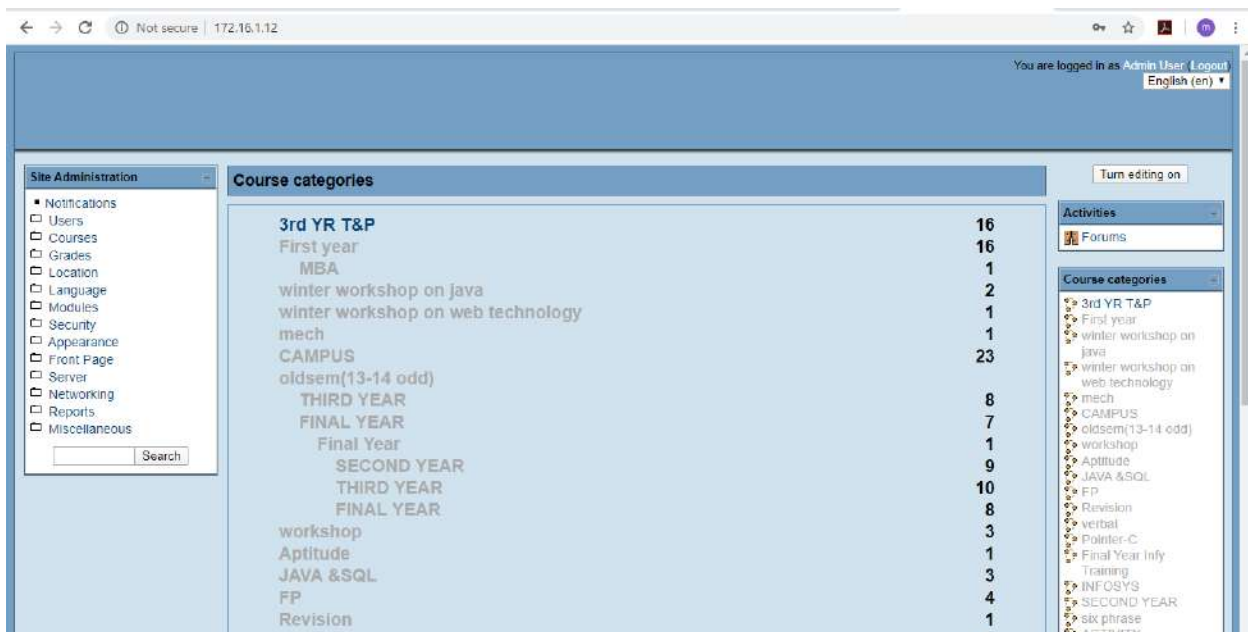 Not secure | 172.16.1.12
You are logged in as Admin User (Logout)
English (en)
Site Administration
Notifications
Users
Courses
Grades
Location
Language
Modules
Security
Appearance
Front Page
Server
Networking
Reports
Miscellaneous
Search
Course categories
3rd YR T&P 16
First year 16
MBA 1
winter workshop on java 2
winter workshop on web technology 1
mech 1
CAMPUS 23
oldsem(13-14 odd)
THIRD YEAR 8
FINAL YEAR 7
Final Year 1
SECOND YEAR 9
THIRD YEAR 10
FINAL YEAR 8
workshop 3
Aptitude 1
JAVA &SQL 3
FP 4
Revision 1
Turn editing on
Activities
Forums
Course categories
3rd YR T&P
First year
winter workshop on
java
winter workshop on
web technology
mech
CAMPUS
oldsem(13-14 odd)
workshop
Aptitude
JAVA &SQL
FP
Revision
verbal
Pointer-C
Final Year Infy
Training
INFOSYS
SECOND YEAR
six phrase